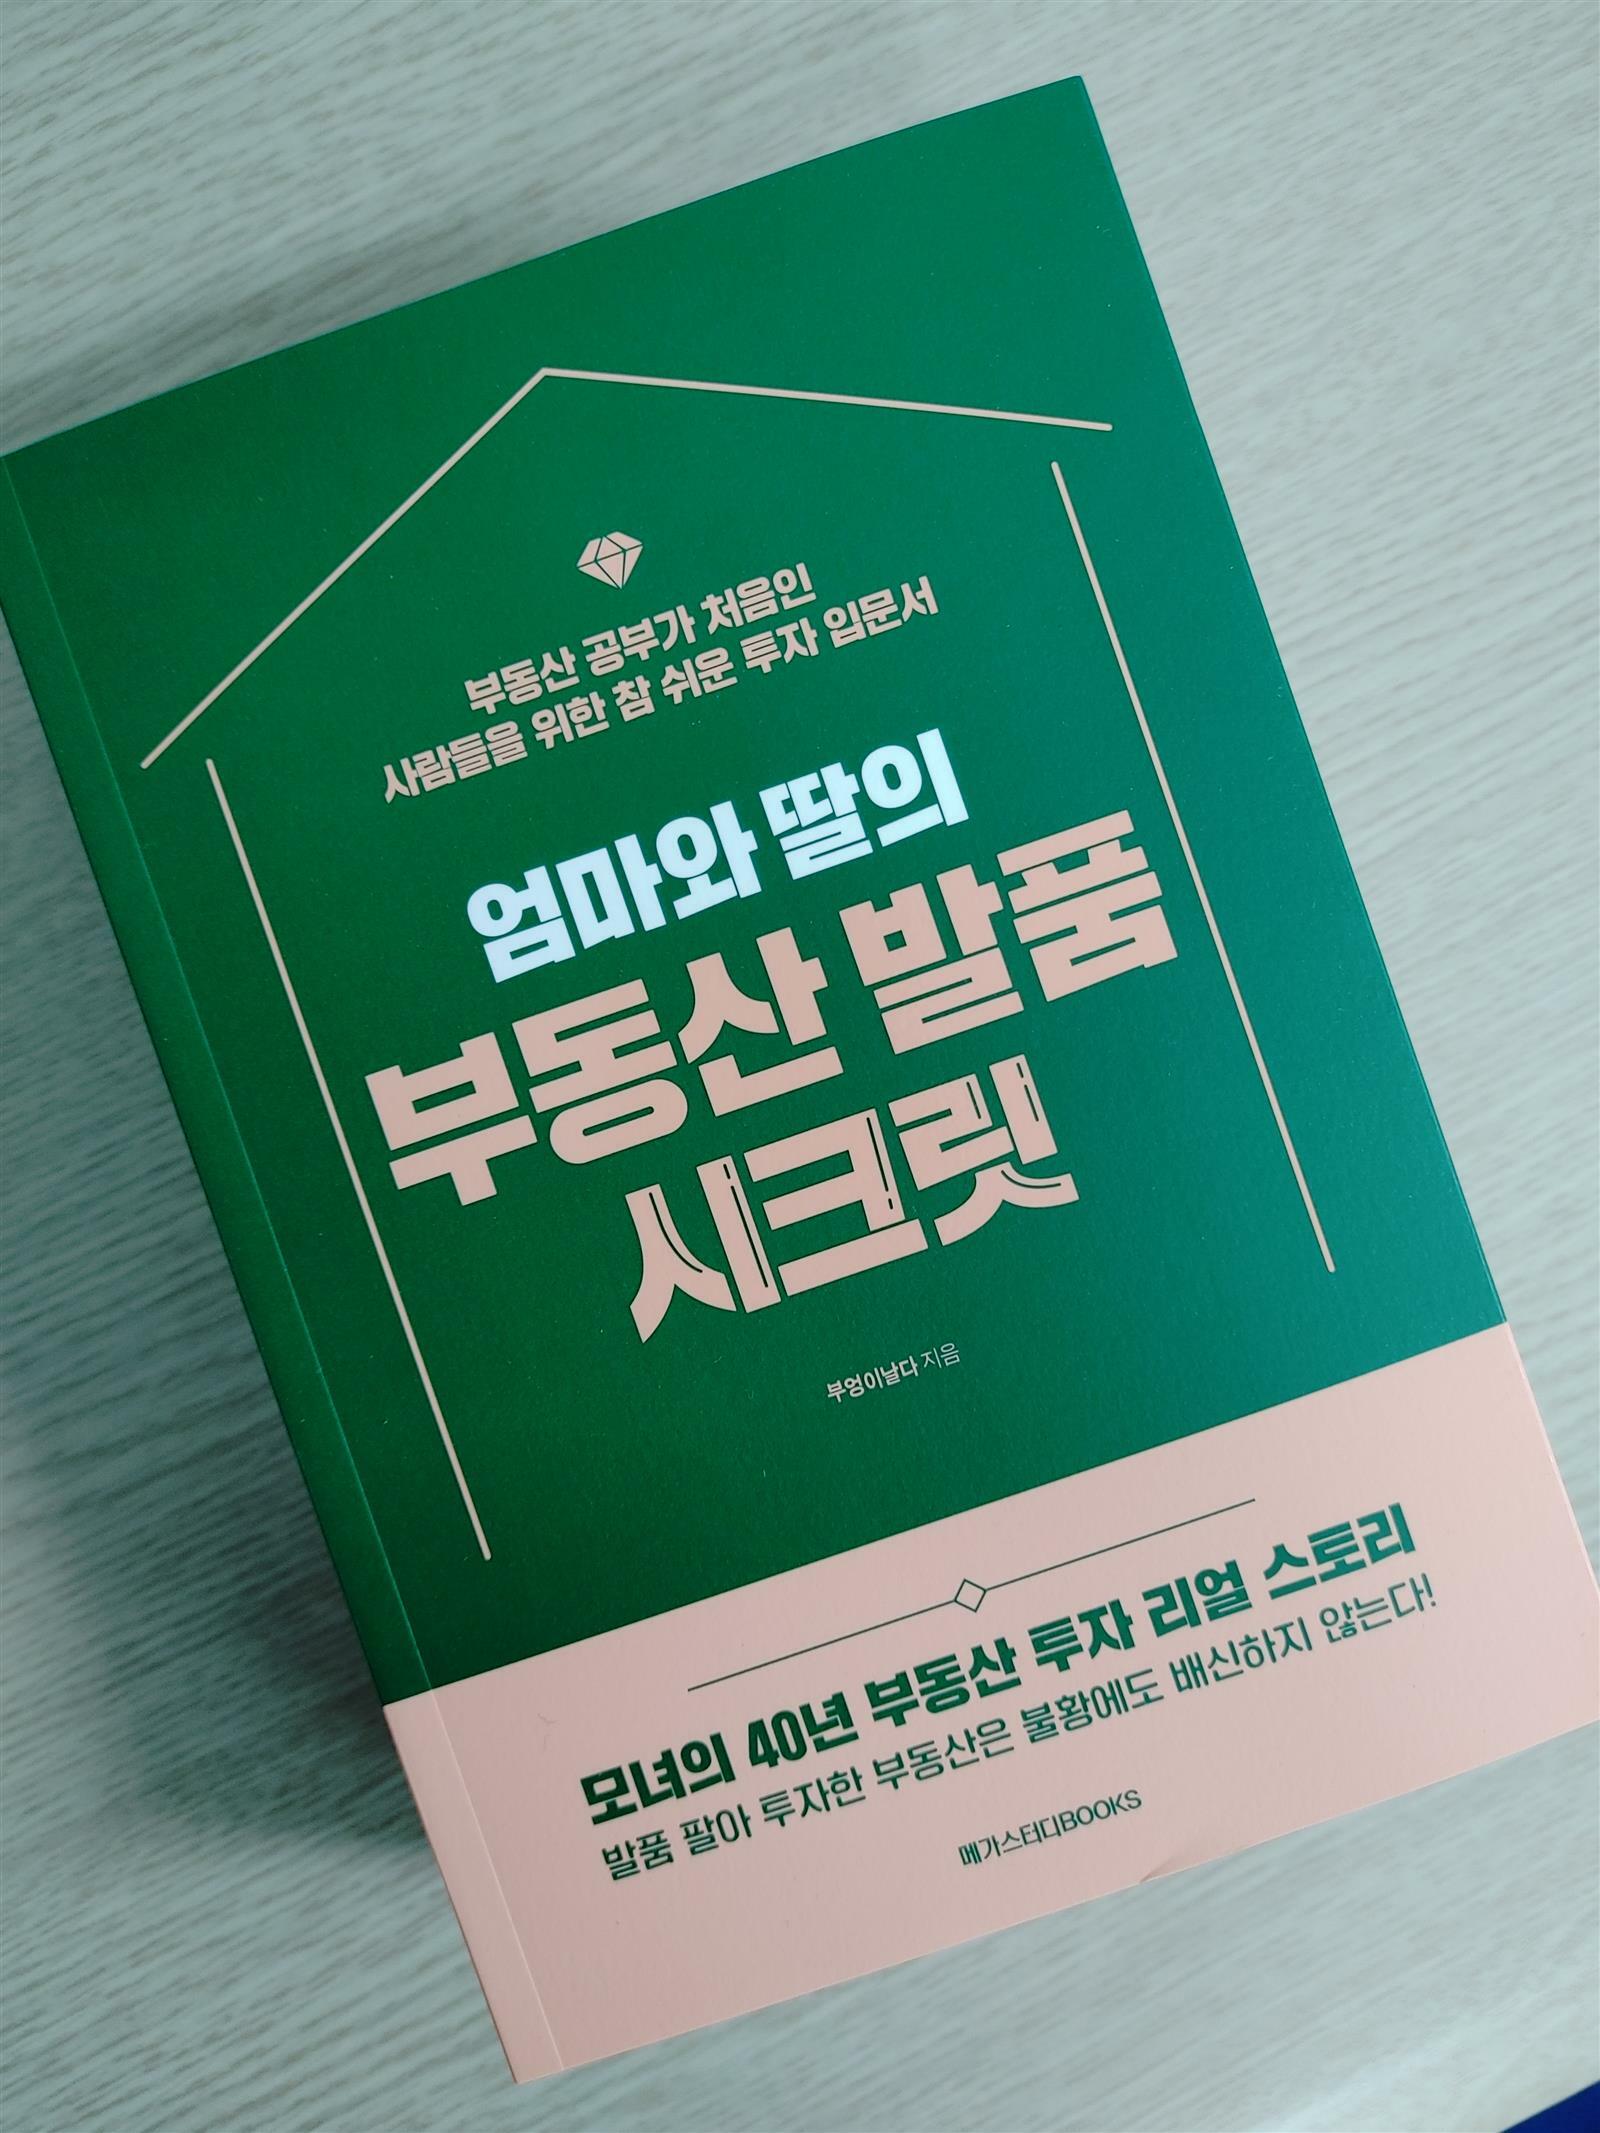 부동산 공부가 처음인
사람들을 위한 참 쉬운 투자 입문서
엄마와 딸의
부동산 발품
시크릿
부엉이날다 지음
모녀의 40년 부동산 투자 리얼 스토리
발품 팔아 투자한 부동산은 불황에도 배신하지 않는다!
메가스터디BOOKS